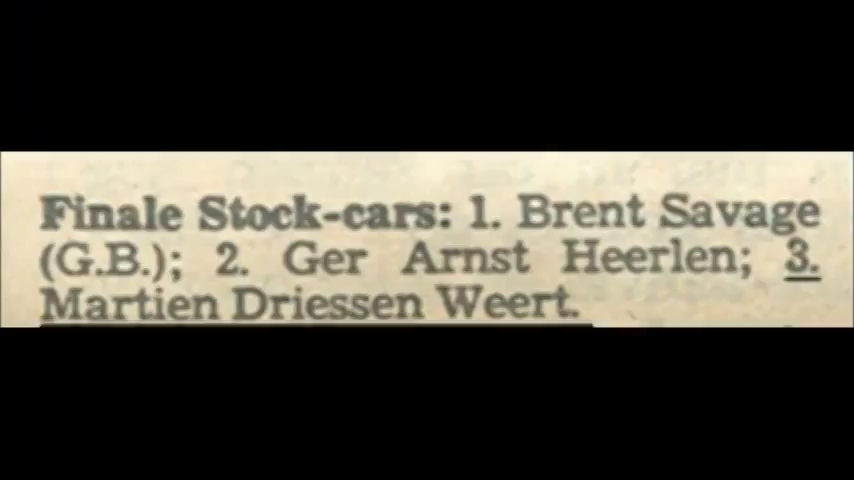 Finale Stock-cars: 1. Brent Savage
(G.B.); 2. Ger Arnst Heerlen; 3.
Martien Driessen Weert.